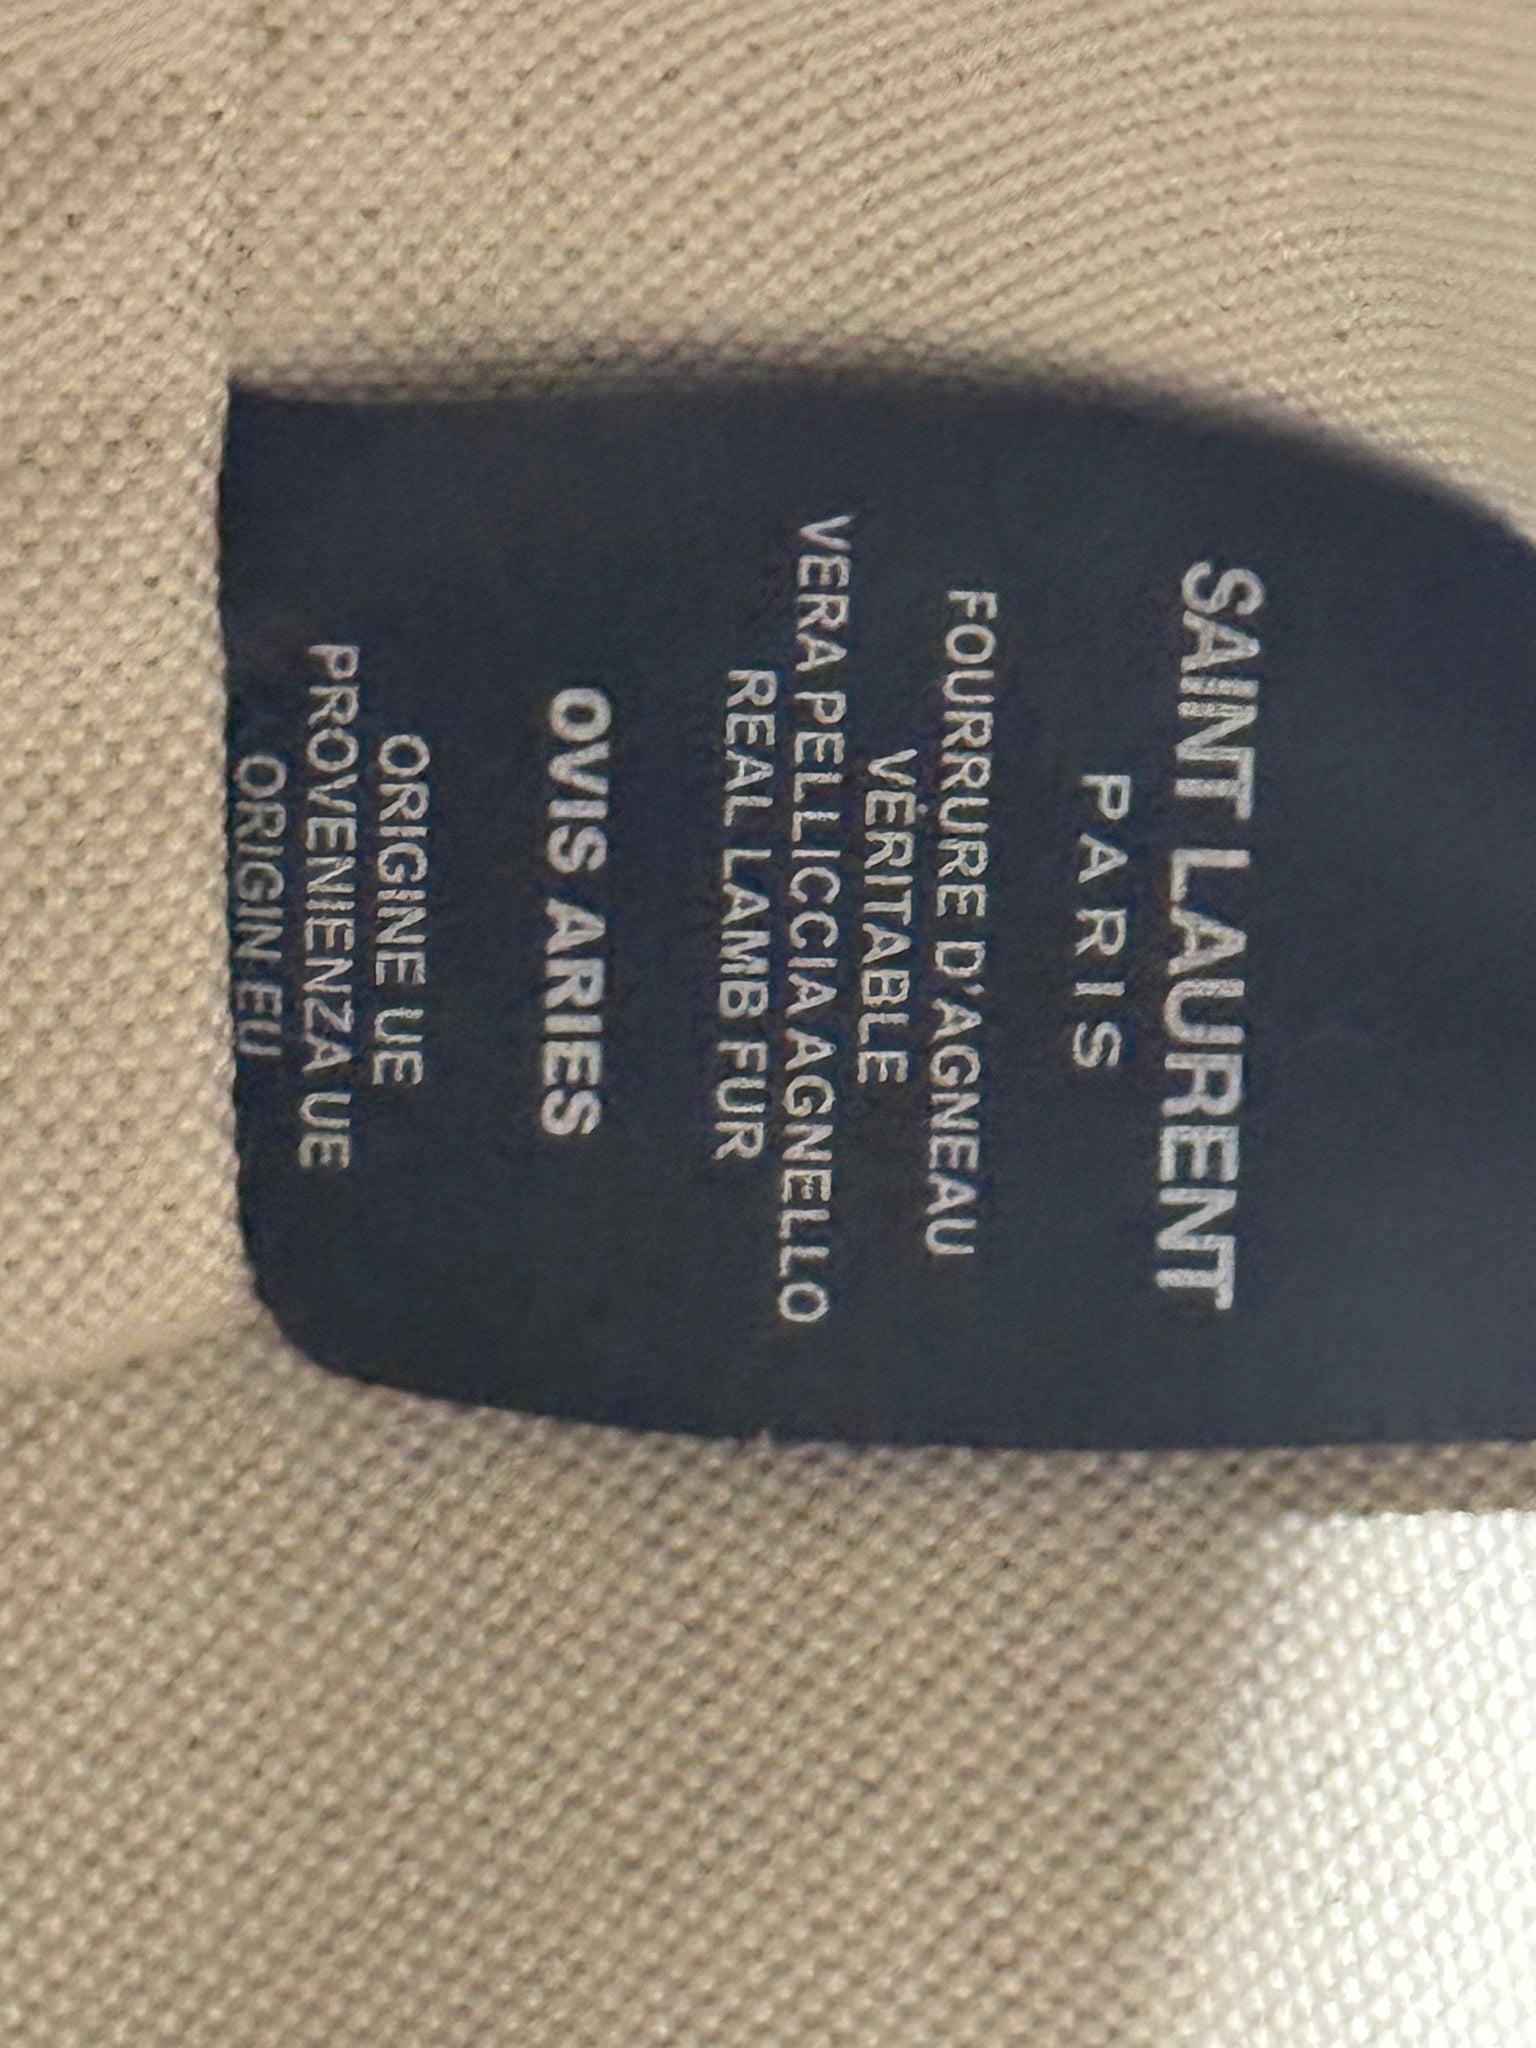 SAINT LAURENT
PARIS
FOURRURE D'AGNEAU
VÉRITABLE
VERA PELLICCIA AGNELLO
REAL LAMB FUR
OVIS ARIES
ORIGINE UE
PROVENIENZA UE
ORIGIN EU